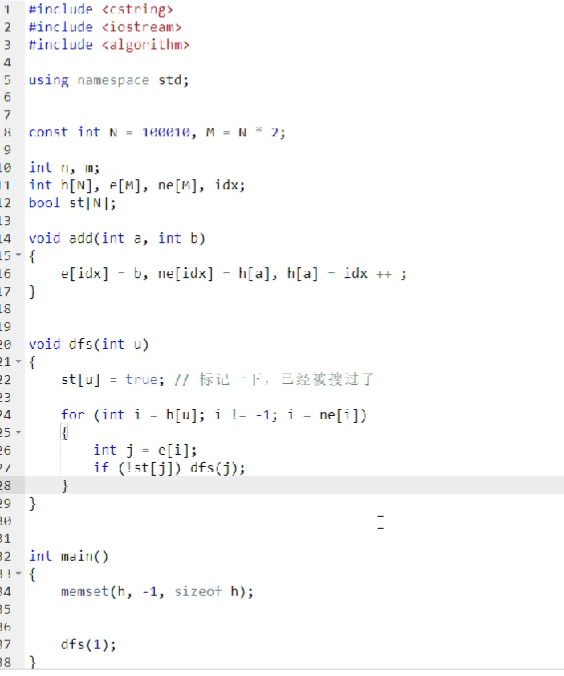 1 #include <cstring>
2 #include <iostream>
3 #include <algorithm>
4
5 using namespace std;
6
7
8 const int N = 100010, M = N * 2;
9
10 int n, m;
11 int h[N], e[M], ne[M], idx;
12 bool st[N];
13
14 void add(int a, int b)
15 {
16 e[idx] = b, ne[idx] = h[a], h[a] = idx ++ ;
17 }
18
19
20 void dfs(int u)
21 {
22 st[u] = true; // 标记一下，已经被搜过了
23
24 for (int i = h[u]; i != -1; i = ne[i])
25 {
26 int j = e[i];
27 if (!st[j]) dfs(j);
28 }
29 }
30
31
32 int main()
33 {
34 memset(h, -1, sizeof h);
35
36
37 dfs(1);
38 }